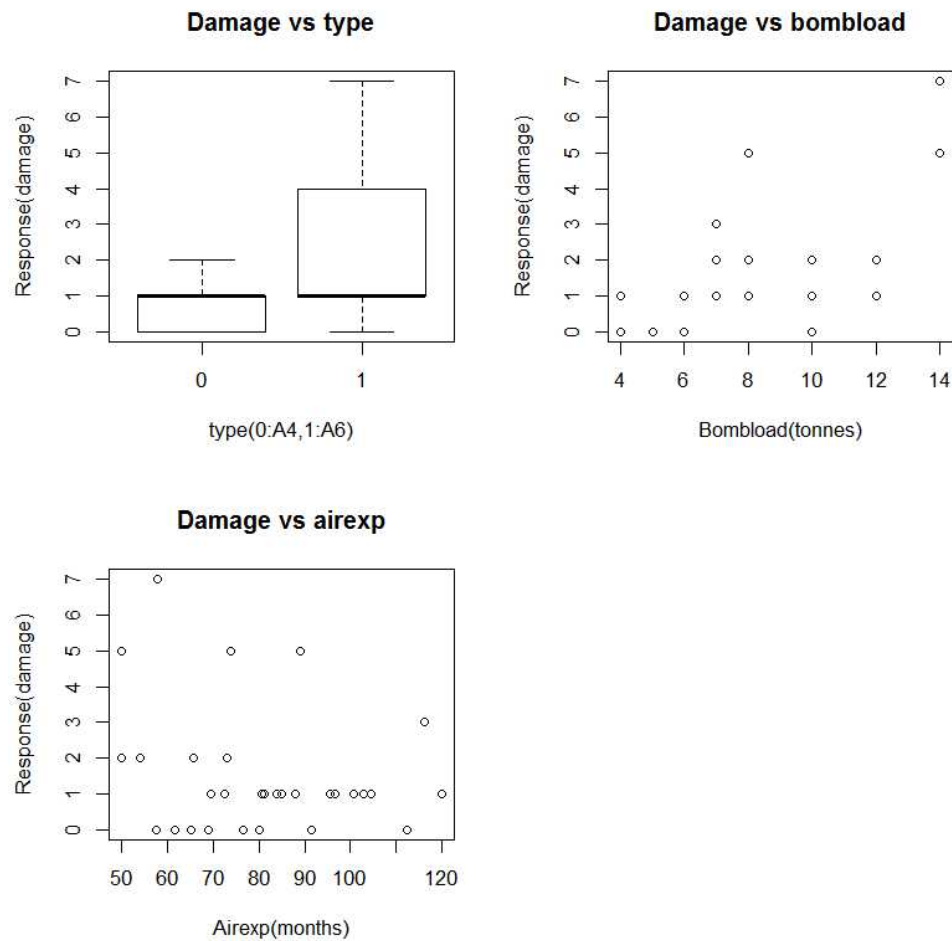 Damage vs type
Response(damage)
7
6
5
4
3
2
1
0
0 1
type(0:A4,1:A6)
Damage vs bombload
Response(damage)
7
6
5
4
3
2
1
0
4 6 8 10 12 14
Bombload(tonnes)
Damage vs airexp
Response(damage)
7
6
5
4
3
2
1
0
50 60 70 80 90 100 120
Airexp(months)